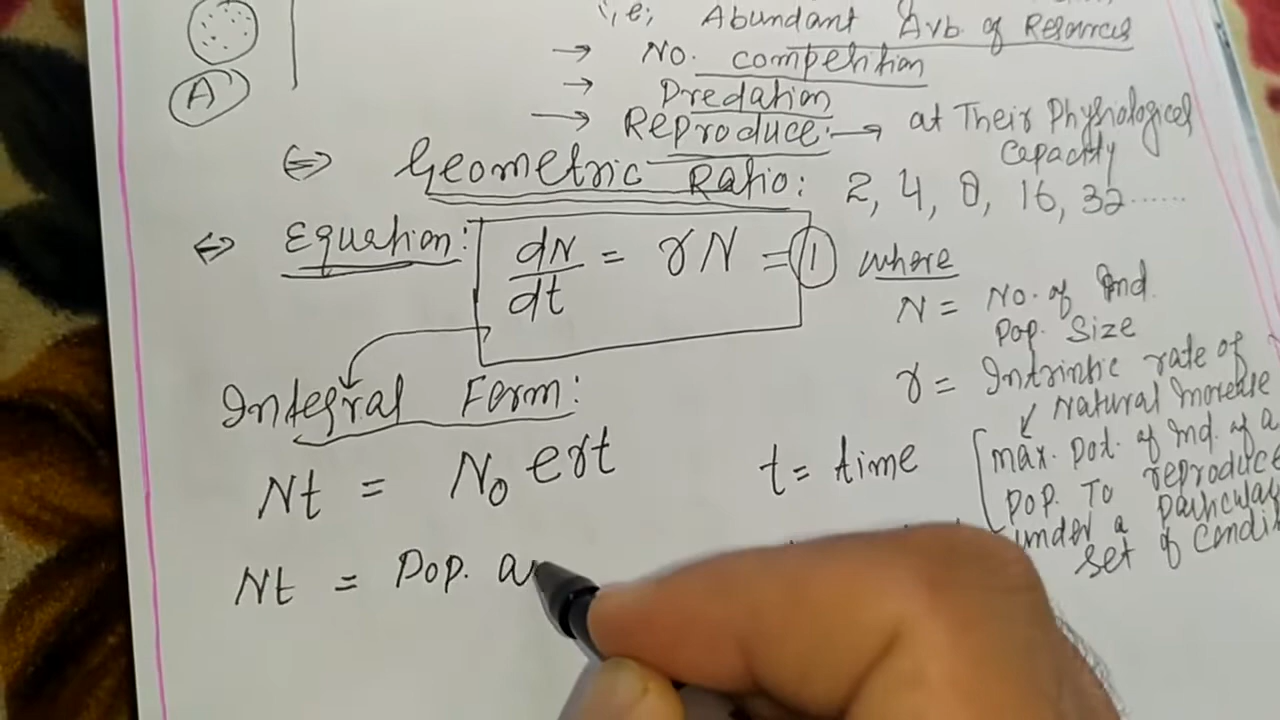 i,e; Abundant Avb. of Resources
→ No. competition
→ Predation
→ Reproduce: → at Their Physiological Capacity
⇔ Geometric Ratio: 2, 4, 8, 16, 32......
⇔ Equation: dN/dt = rN = ① where
N = No. of Ind.
Pop. Size
r = Intrinsic rate of
Natural Increase
A
Integral Form:
Nt = N₀ ert
t = time
[max. pot. of Ind. of a
pop. To reproduce
under a particular
set of Condi
Nt = Pop. a